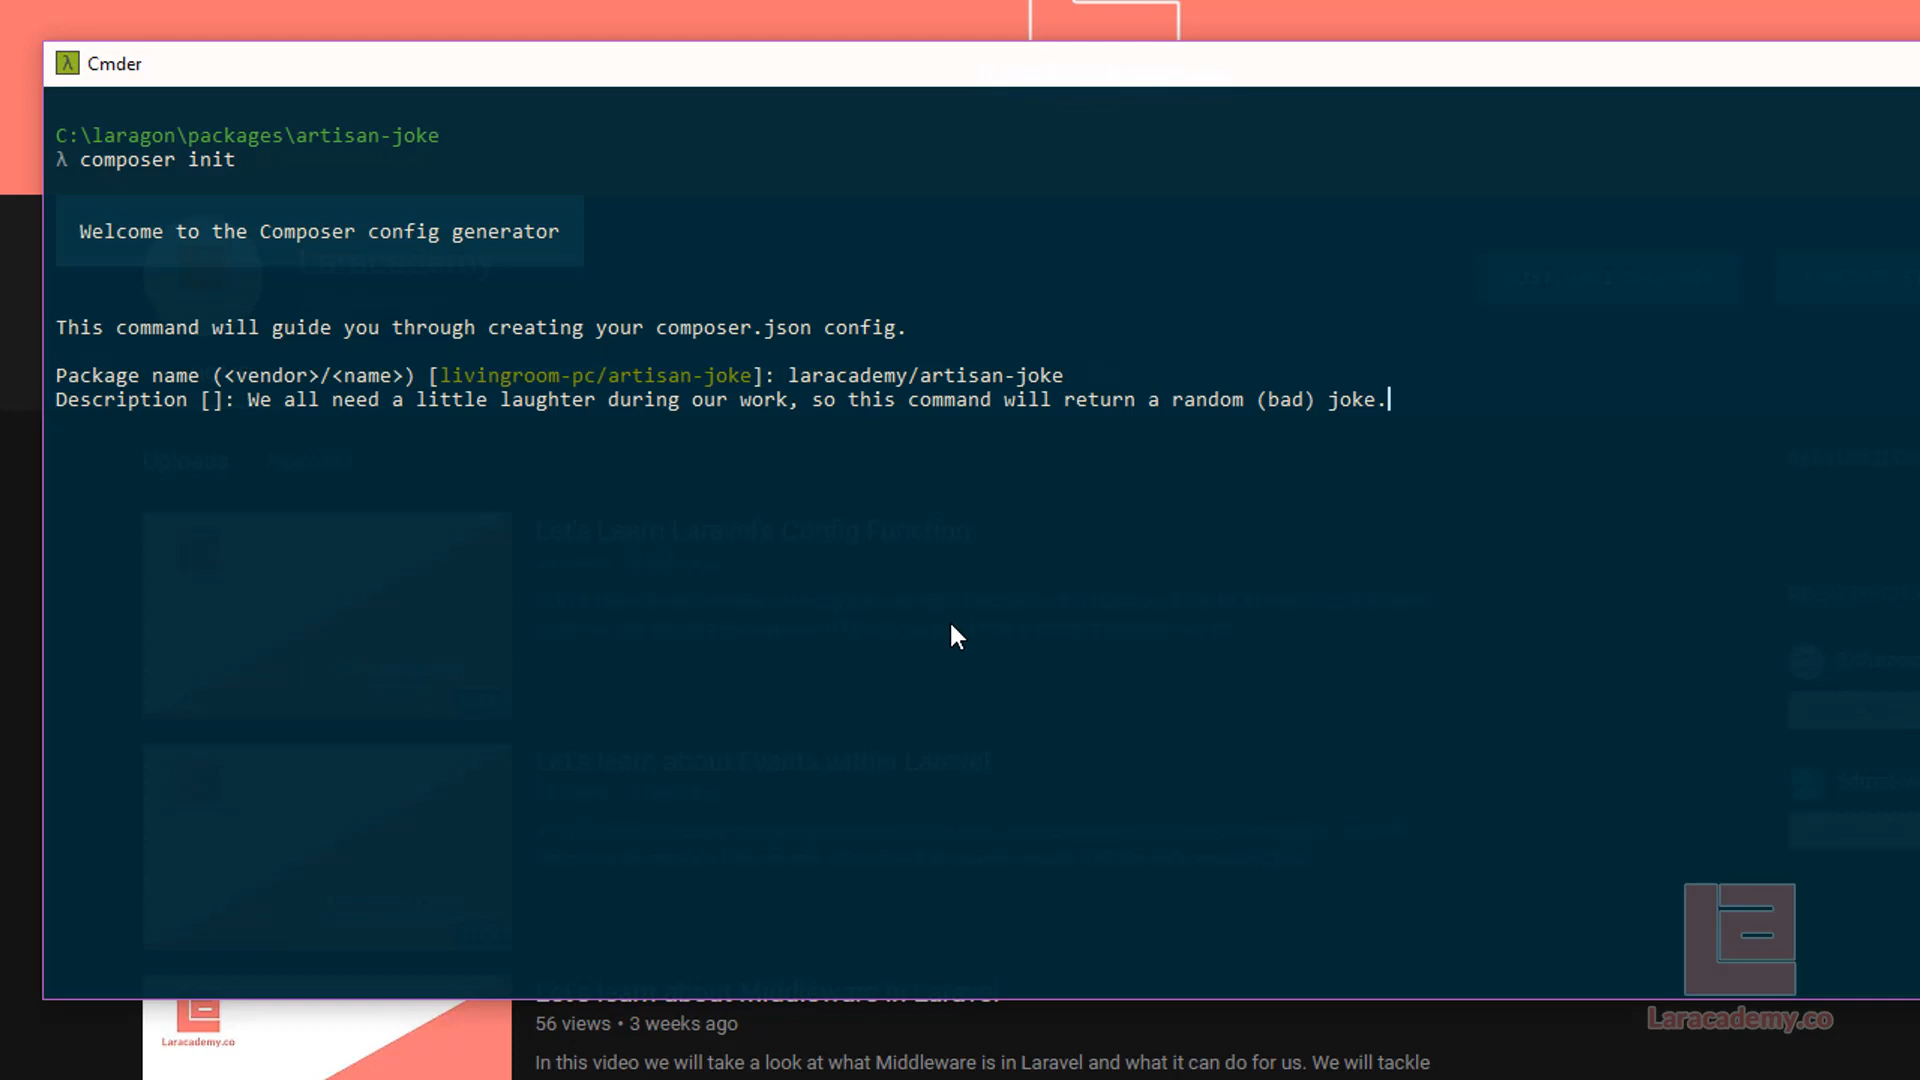 Cmder
C:\laragon\packages\artisan-joke
λ composer init
Welcome to the Composer config generator
Laracademy
This command will guide you through creating your composer.json config.
Package name (<vendor>/<name>) [livingroom-pc/artisan-joke]: laracademy/artisan-joke
Description []: We all need a little laughter during our work, so this command will return a random (bad) joke.
Uploads
Let's Learn Laravels Config Function
Let's learn about Events within Laravel
Let's learn about Middleware in Laravel
56 views • 3 weeks ago
Laracademy.co
In this video we will take a look at what Middleware is in Laravel and what it can do for us. We will tackle
Laracademy.co